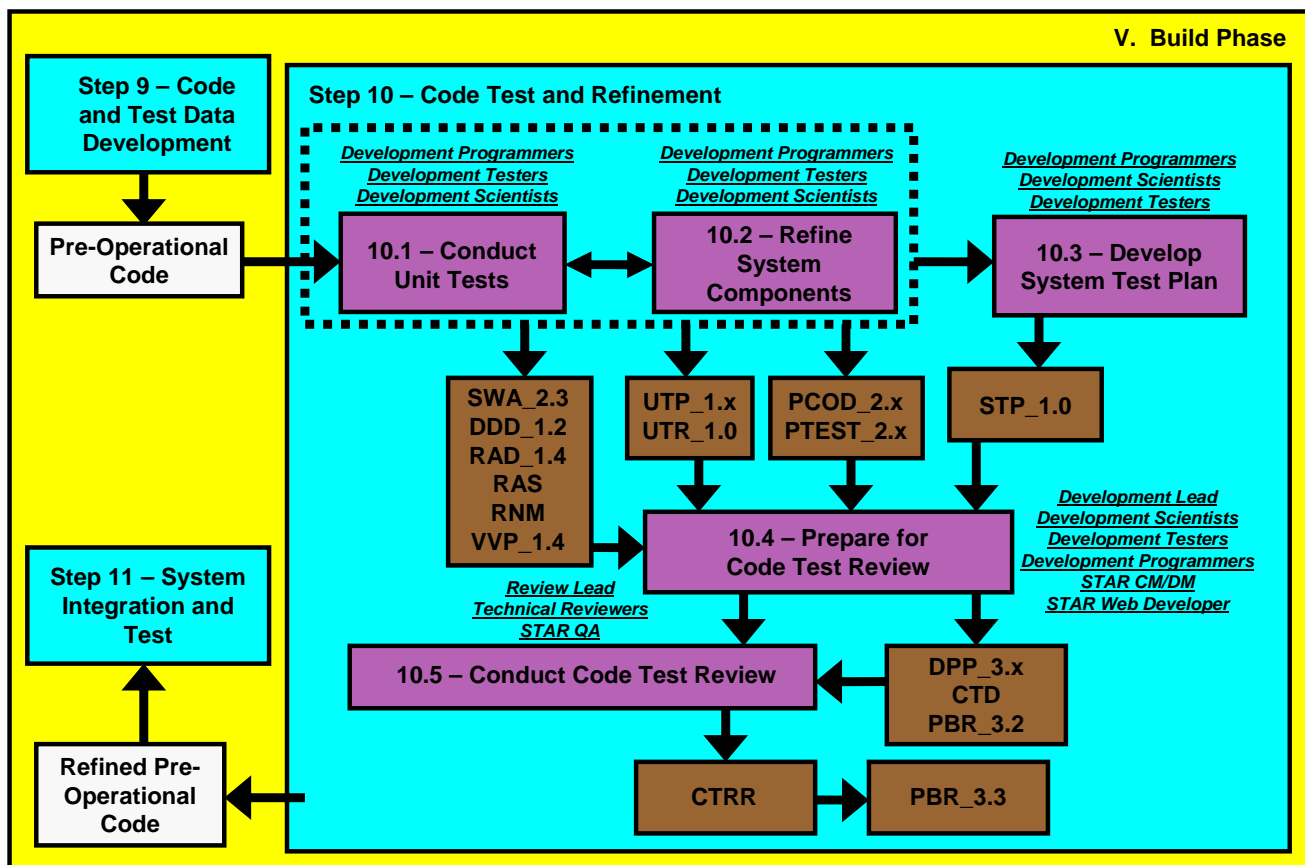 V. Build Phase
Step 9 – Code
and Test Data
Development
Pre-Operational
Code
Step 10 – Code Test and Refinement
Development Programmers
Development Testers
Development Scientists
10.1 – Conduct
Unit Tests
Development Programmers
Development Testers
Development Scientists
10.2 – Refine
System
Components
Development Programmers
Development Scientists
Development Testers
10.3 – Develop
System Test Plan
SWA_2.3
DDD_1.2
RAD_1.4
RAS
RNM
VVP_1.4
UTP_1.x
UTR_1.0
PCOD_2.x
PTEST_2.x
STP_1.0
10.4 – Prepare for
Code Test Review
Development Lead
Development Scientists
Development Testers
Development Programmers
STAR CM/DM
STAR Web Developer
Review Lead
Technical Reviewers
STAR QA
10.5 – Conduct Code Test Review
DPP_3.x
CTD
PBR_3.2
CTRR
PBR_3.3
Step 11 – System
Integration and
Test
Refined Pre-
Operational
Code